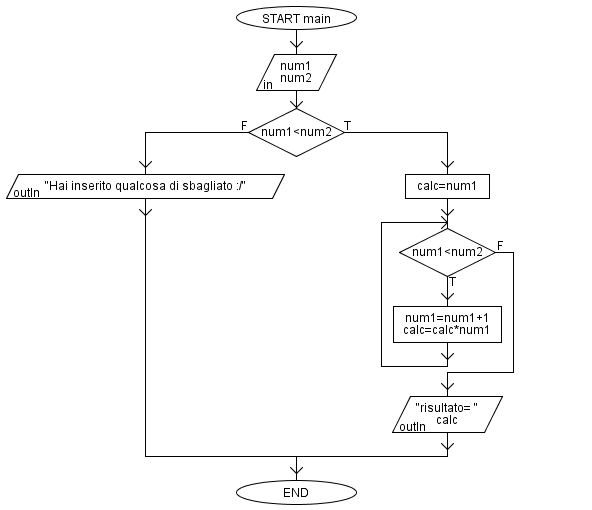 START main
num1
num2
in
F
num1<num2
T
"Hai inserito qualcosa di sbagliato :/"
outln
calc=num1
num1<num2
F
T
num1=num1+1
calc=calc*num1
"risultato= "
calc
outln
END